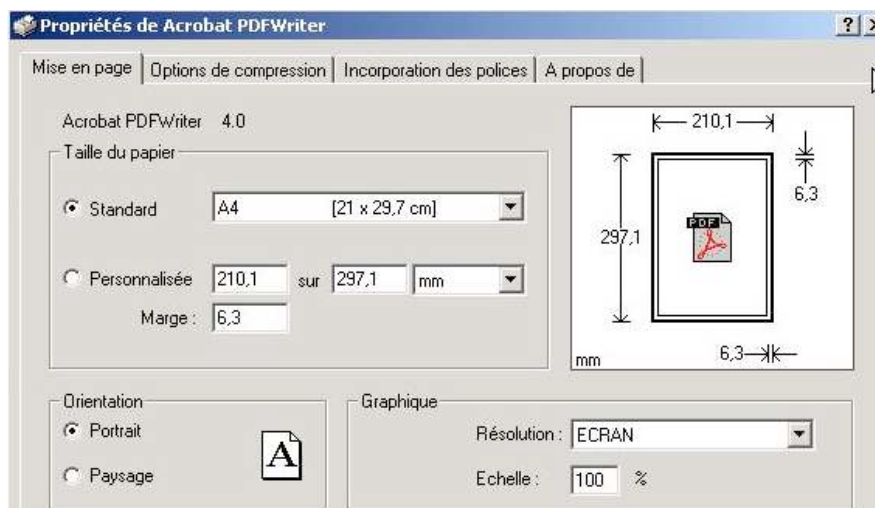 Propriétés de Acrobat PDFWriter
Mise en page Options de compression Incorporation des polices A propos de
Acrobat PDFWriter 4.0
Taille du papier
Standard A4 [21 x 29,7 cm]
Personnalisée 210,1 sur 297,1 mm
Marge : 6,3
210,1
6,3
297,1
PDF
6,3
mm
Orientation
Portrait
Paysage
A
Graphique
Résolution : ECRAN
Echelle : 100 %